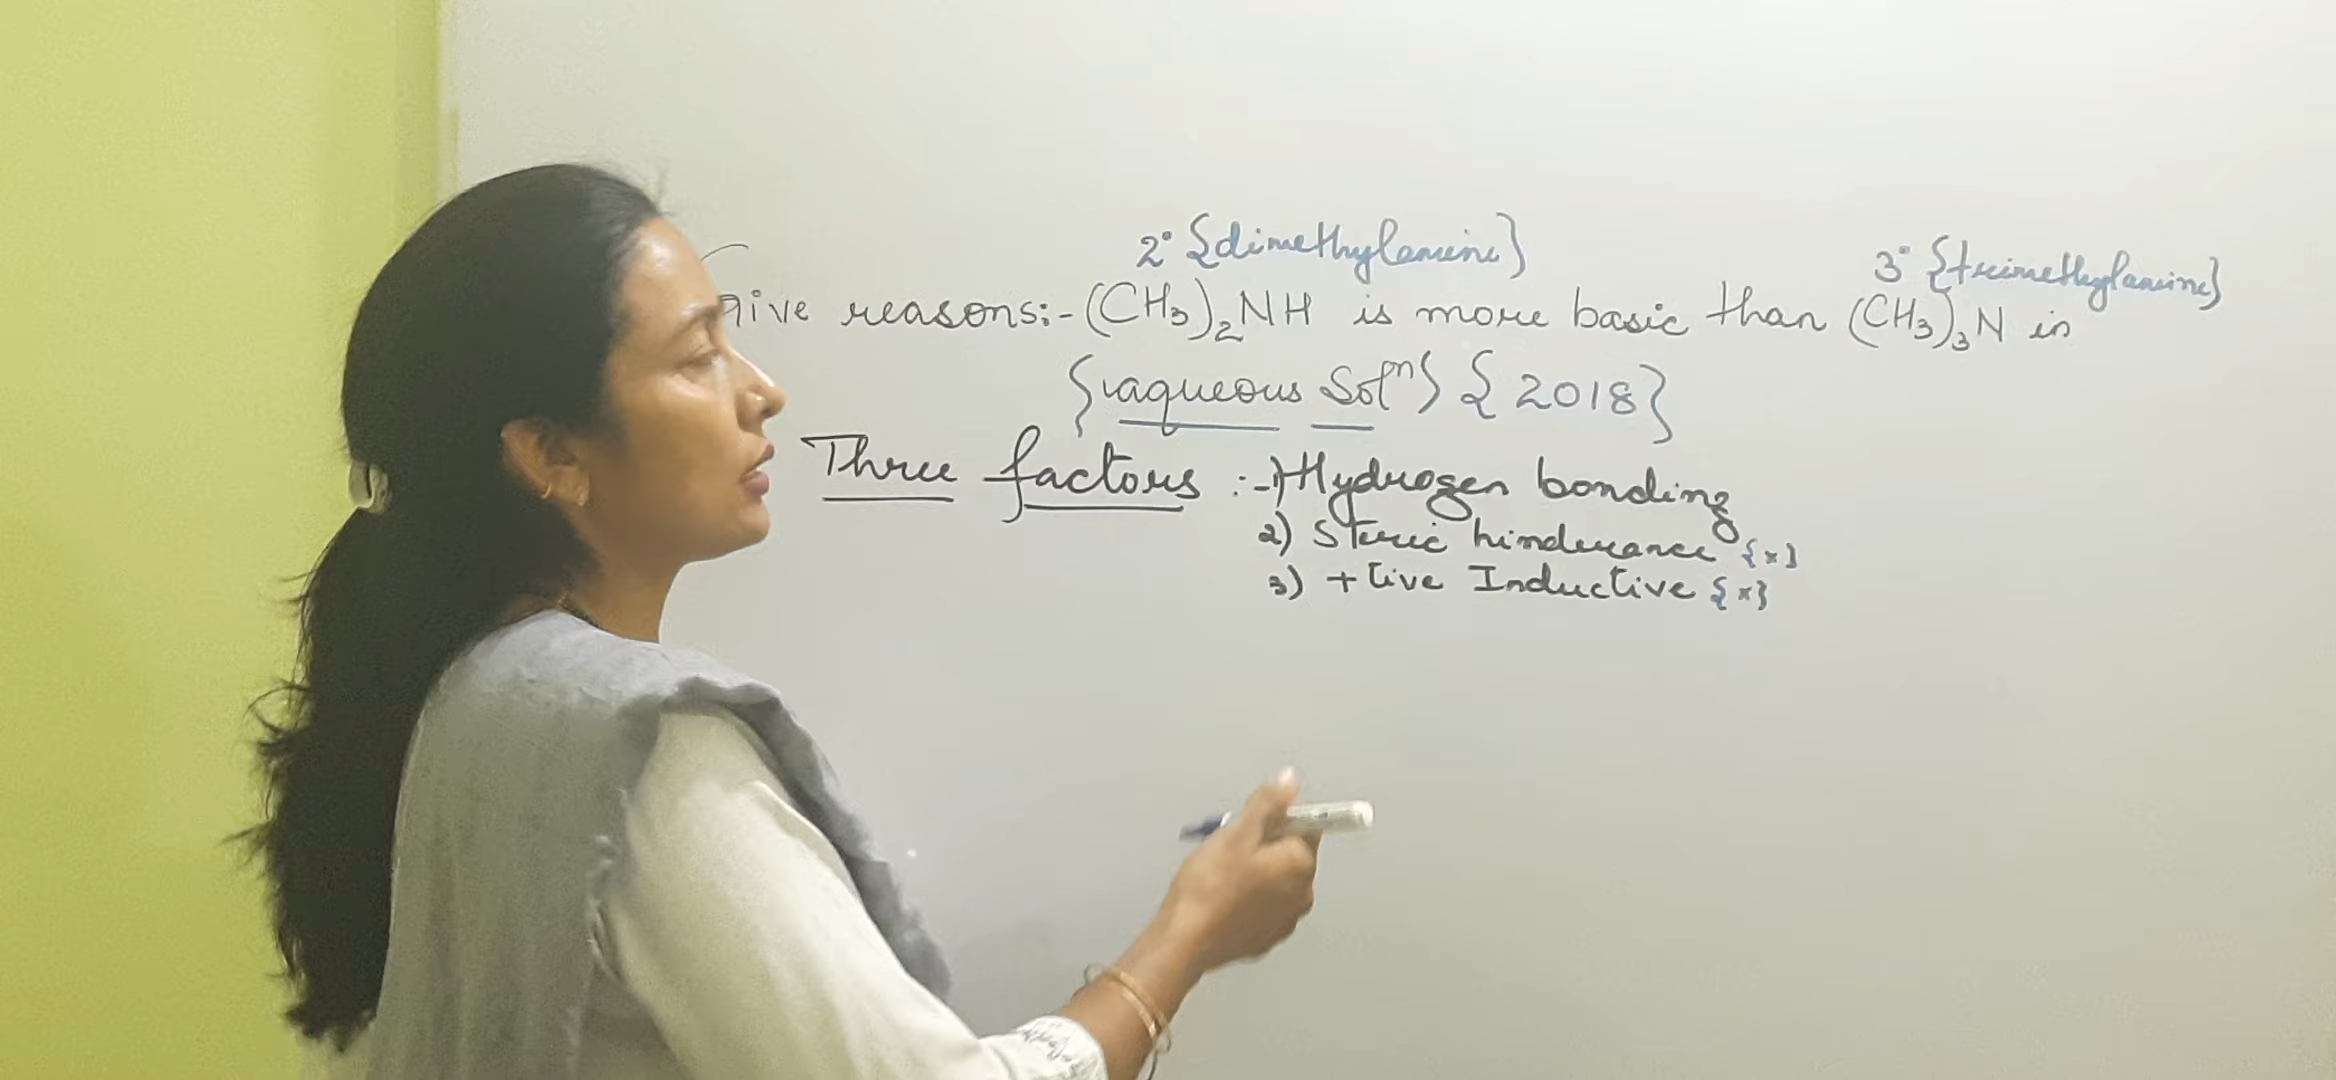 2° {dimethylamine} 3° {trimethylamine}
Give reasons:- (CH₃)₂NH is more basic than (CH₃)₃N in
{aqueous Solⁿ} {2018}
Three factors :- 1) Hydrogen bonding
2) Steric hinderance {×}
3) +tive Inductive {×}